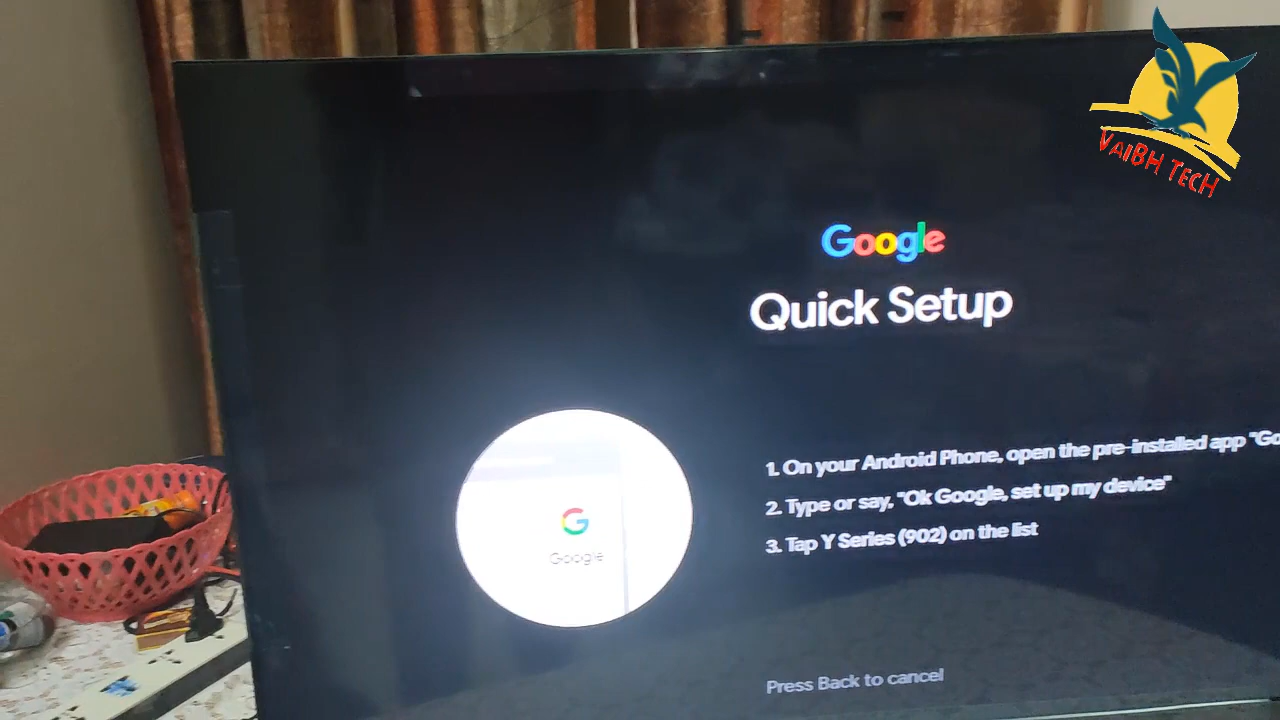 VAIBH TECH
Google
Quick Setup
1. On your Android Phone, open the pre-installed app "Go
2. Type or say, "Ok Google, set up my device"
3. Tap Y Series (902) on the list
Google
Press Back to cancel